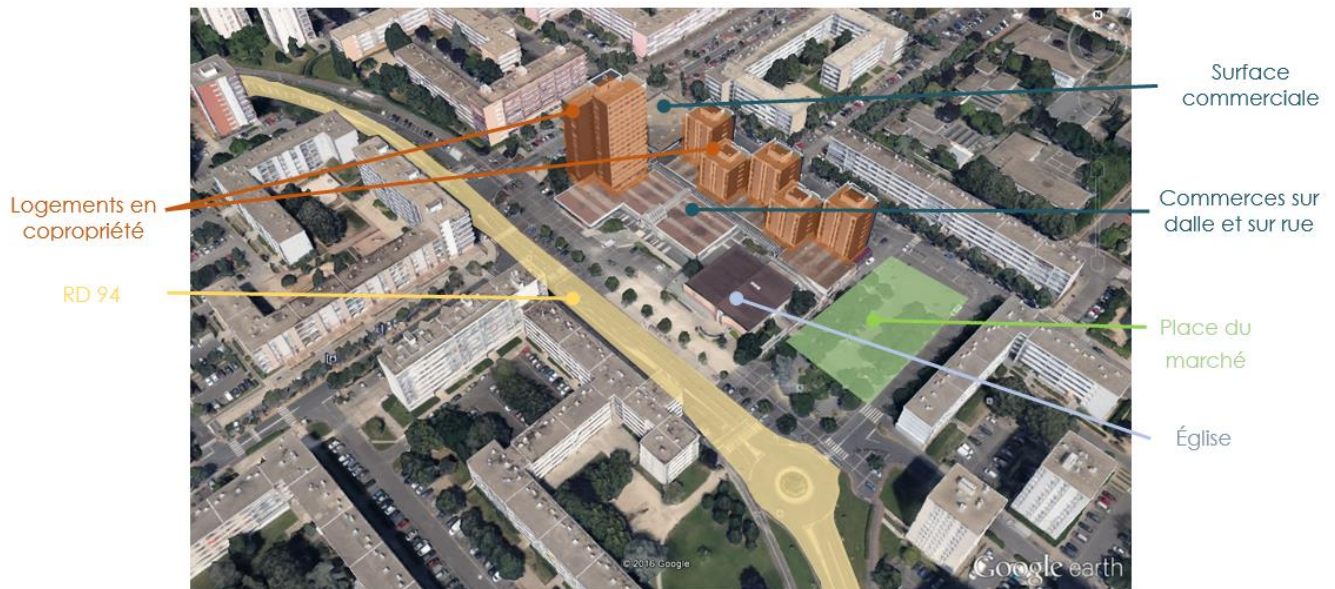 Surface
commerciale
Logements en
copropriété
Commerces sur
dalle et sur rue
RD 94
Place du
marché
Église
© 2016 Google
Google earth